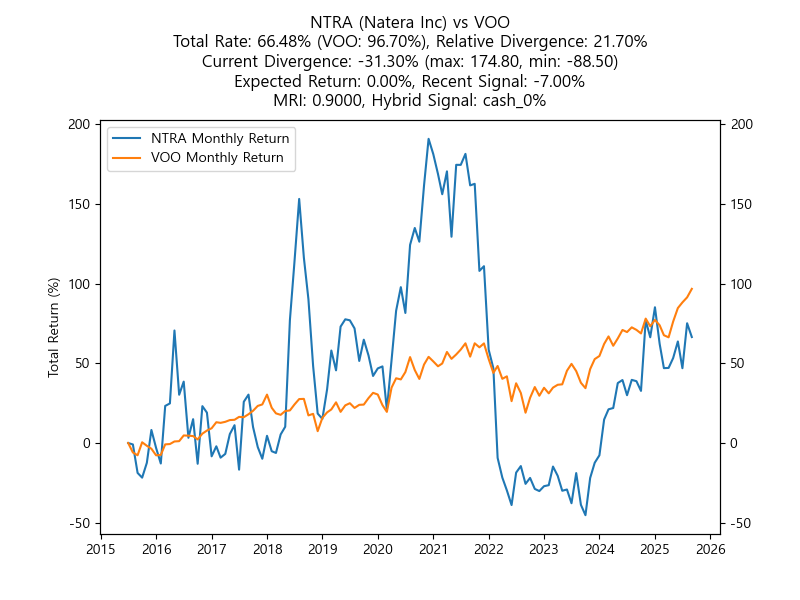 NTRA (Natera Inc) vs VOO
Total Rate: 66.48% (VOO: 96.70%), Relative Divergence: 21.70%
Current Divergence: -31.30% (max: 174.80, min: -88.50)
Expected Return: 0.00%, Recent Signal: -7.00%
MRI: 0.9000, Hybrid Signal: cash_0%
NTRA Monthly Return
VOO Monthly Return
Total Return (%)
200
150
100
50
0
-50
200
150
100
50
0
-50
2015 2016 2017 2018 2019 2020 2021 2022 2023 2024 2025 2026